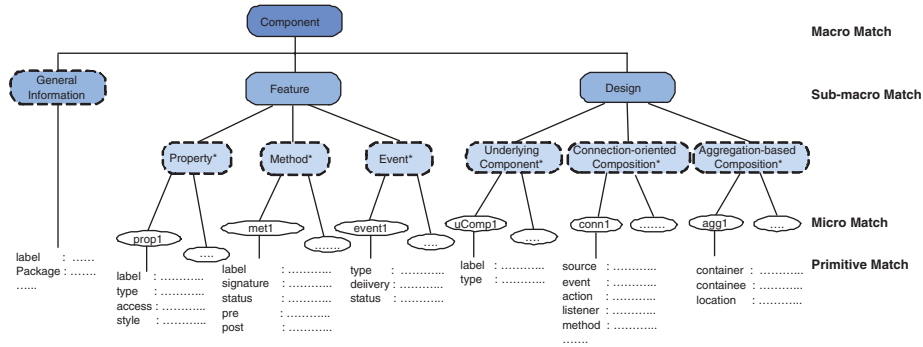 Component
Macro Match
General
Information
Feature
Design
Sub-macro Match
Property*
Method*
Event*
Underlying
Component*
Connection-oriented
Composition*
Aggregation-based
Composition*
prop1
....
met1
.......
event1
....
uComp1
....
conn1
.......
agg1
....
Micro Match
label : ......
Package : .......
......
label : ............
type : ............
access : ............
style : ............
label : ............
signature : ............
status : ............
pre : ............
post : ............
type : ............
deiivery : ............
status : ............
label : ............
type : ............
source : ............
event : ............
action : ............
listener : ............
method : ............
.......
container : ............
containee : ............
location : ............
Primitive Match